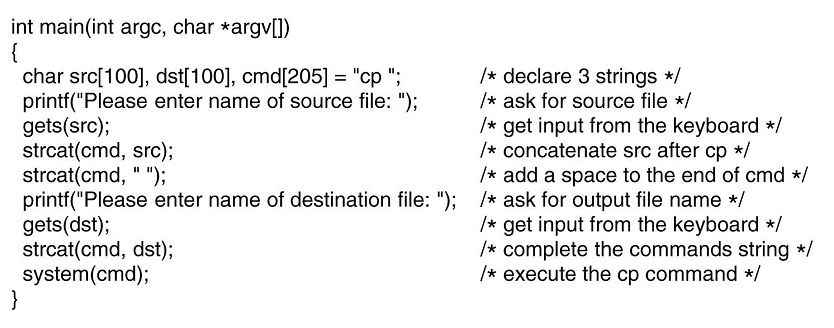 int main(int argc, char *argv[])
{
char src[100], dst[100], cmd[205] = "cp "; /* declare 3 strings */
printf("Please enter name of source file: "); /* ask for source file */
gets(src); /* get input from the keyboard */
strcat(cmd, src); /* concatenate src after cp */
strcat(cmd, " "); /* add a space to the end of cmd */
printf("Please enter name of destination file: "); /* ask for output file name */
gets(dst); /* get input from the keyboard */
strcat(cmd, dst); /* complete the commands string */
system(cmd); /* execute the cp command */
}